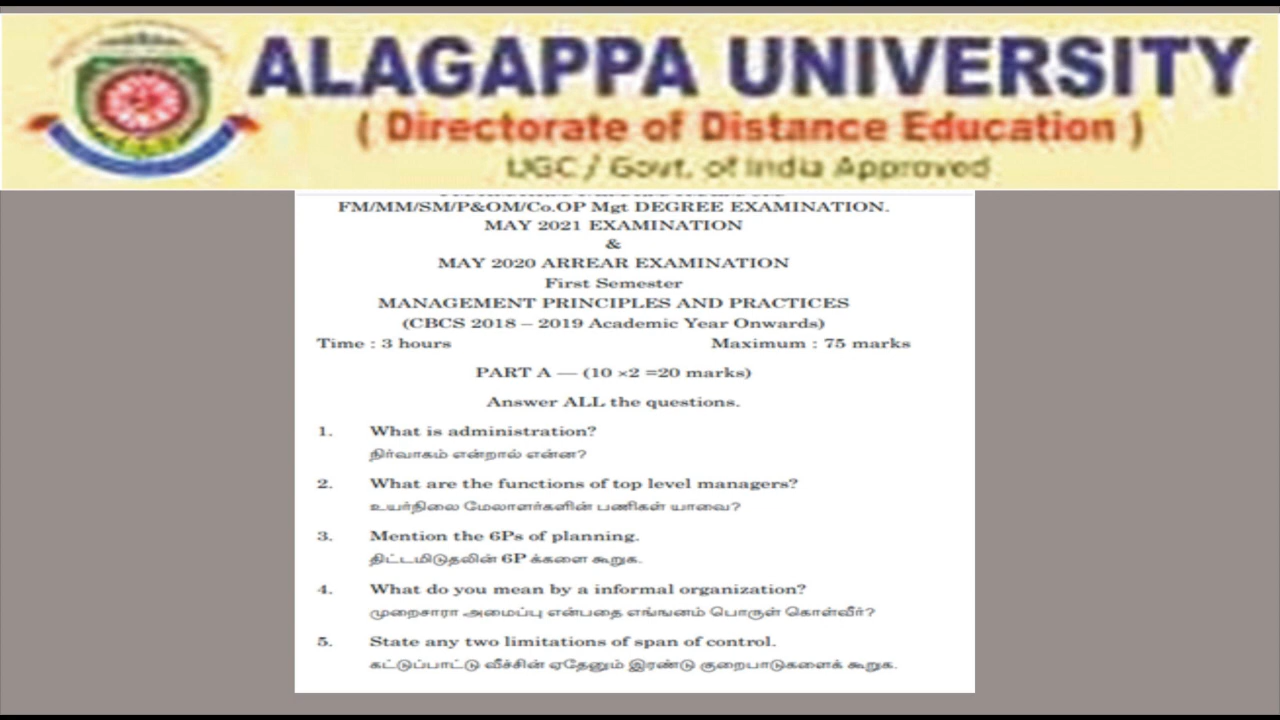 ALAGAPPA UNIVERSITY
( Directorate of Distance Education )
UGC / Govt. of India Approved
FM/MM/SM/P&OM/Co.OP Mgt DEGREE EXAMINATION.
MAY 2021 EXAMINATION
&
MAY 2020 ARREAR EXAMINATION
First Semester
MANAGEMENT PRINCIPLES AND PRACTICES
(CBCS 2018 – 2019 Academic Year Onwards)
Time : 3 hours Maximum : 75 marks
PART A — (10 ×2 =20 marks)
Answer ALL the questions.
1. What is administration?
நிர்வாகம் என்றால் என்ன?
2. What are the functions of top level managers?
உயர்நிலை மேலாளர்களின் பணிகள் யாவை?
3. Mention the 6Ps of planning.
திட்டமிடுதலின் 6P க்களை கூறுக.
4. What do you mean by a informal organization?
முறைசாரா அமைப்பு என்பதை எங்ஙனம் பொருள் கொள்வீர்?
5. State any two limitations of span of control.
கட்டுப்பாட்டு வீச்சின் ஏதேனும் இரண்டு குறைபாடுகளைக் கூறுக.